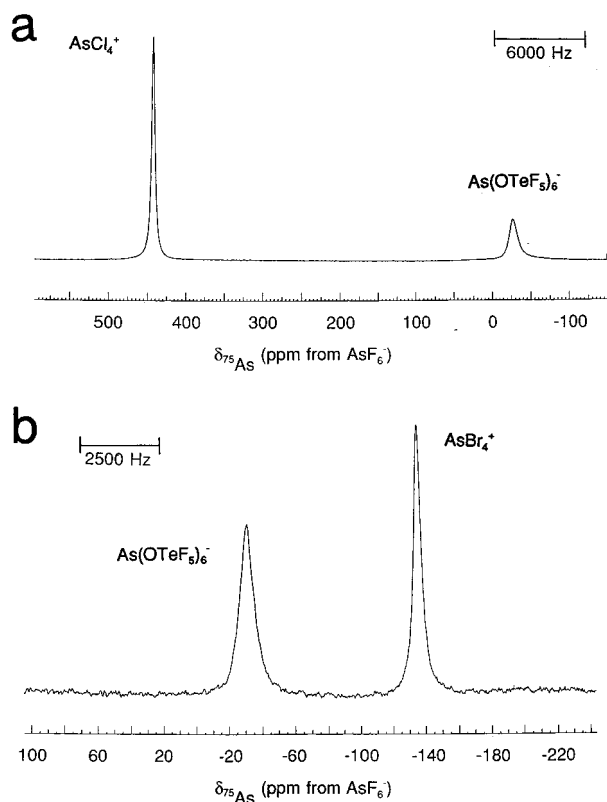 a
AsCl₄⁺
6000 Hz
As(OTeF₅)₆⁻
500 400 300 200 100 0 -100
δ⁷⁵As (ppm from AsF₆⁻)
b
2500 Hz
AsBr₄⁺
As(OTeF₅)₆⁻
100 60 20 -20 -60 -100 -140 -180 -220
δ⁷⁵As (ppm from AsF₆⁻)